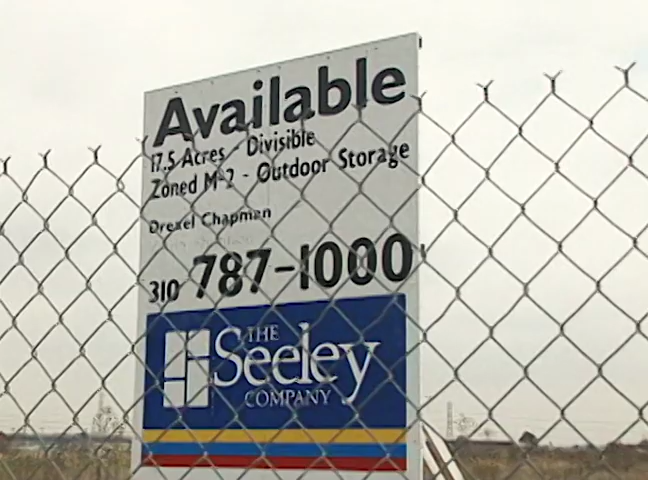 Available
17.5 Acres - Divisible
Zoned M-2 - Outdoor Storage
Drexel Chapman
310 787-1000
THE
Seeley
COMPANY